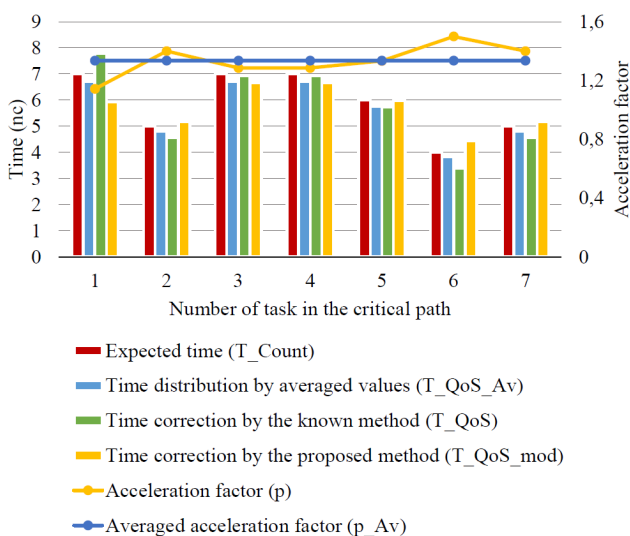 9
8
7
6
5
4
3
2
1
0
Time (nc)
1,6
1,2
0,8
0,4
0
Acceleration factor
1 2 3 4 5 6 7
Number of task in the critical path
Expected time (T_Count)
Time distribution by averaged values (T_QoS_Av)
Time correction by the known method (T_QoS)
Time correction by the proposed method (T_QoS_mod)
Acceleration factor (p)
Averaged acceleration factor (p_Av)